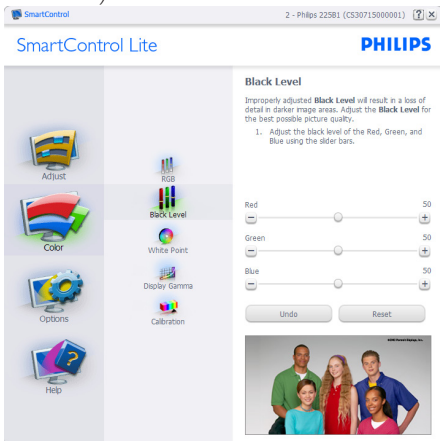 SmartControl
2 - Philips 225B1 (CS30715000001)
SmartControl Lite
PHILIPS
Adjust
Color
Options
Help
RGB
Black Level
White Point
Display Gamma
Calibration
Black Level
Improperly adjusted Black Level will result in a loss of
detail in darker image areas. Adjust the Black Level for
the best possible picture quality.
1. Adjust the black level of the Red, Green, and
Blue using the slider bars.
Red 50
Green 50
Blue 50
Undo Reset